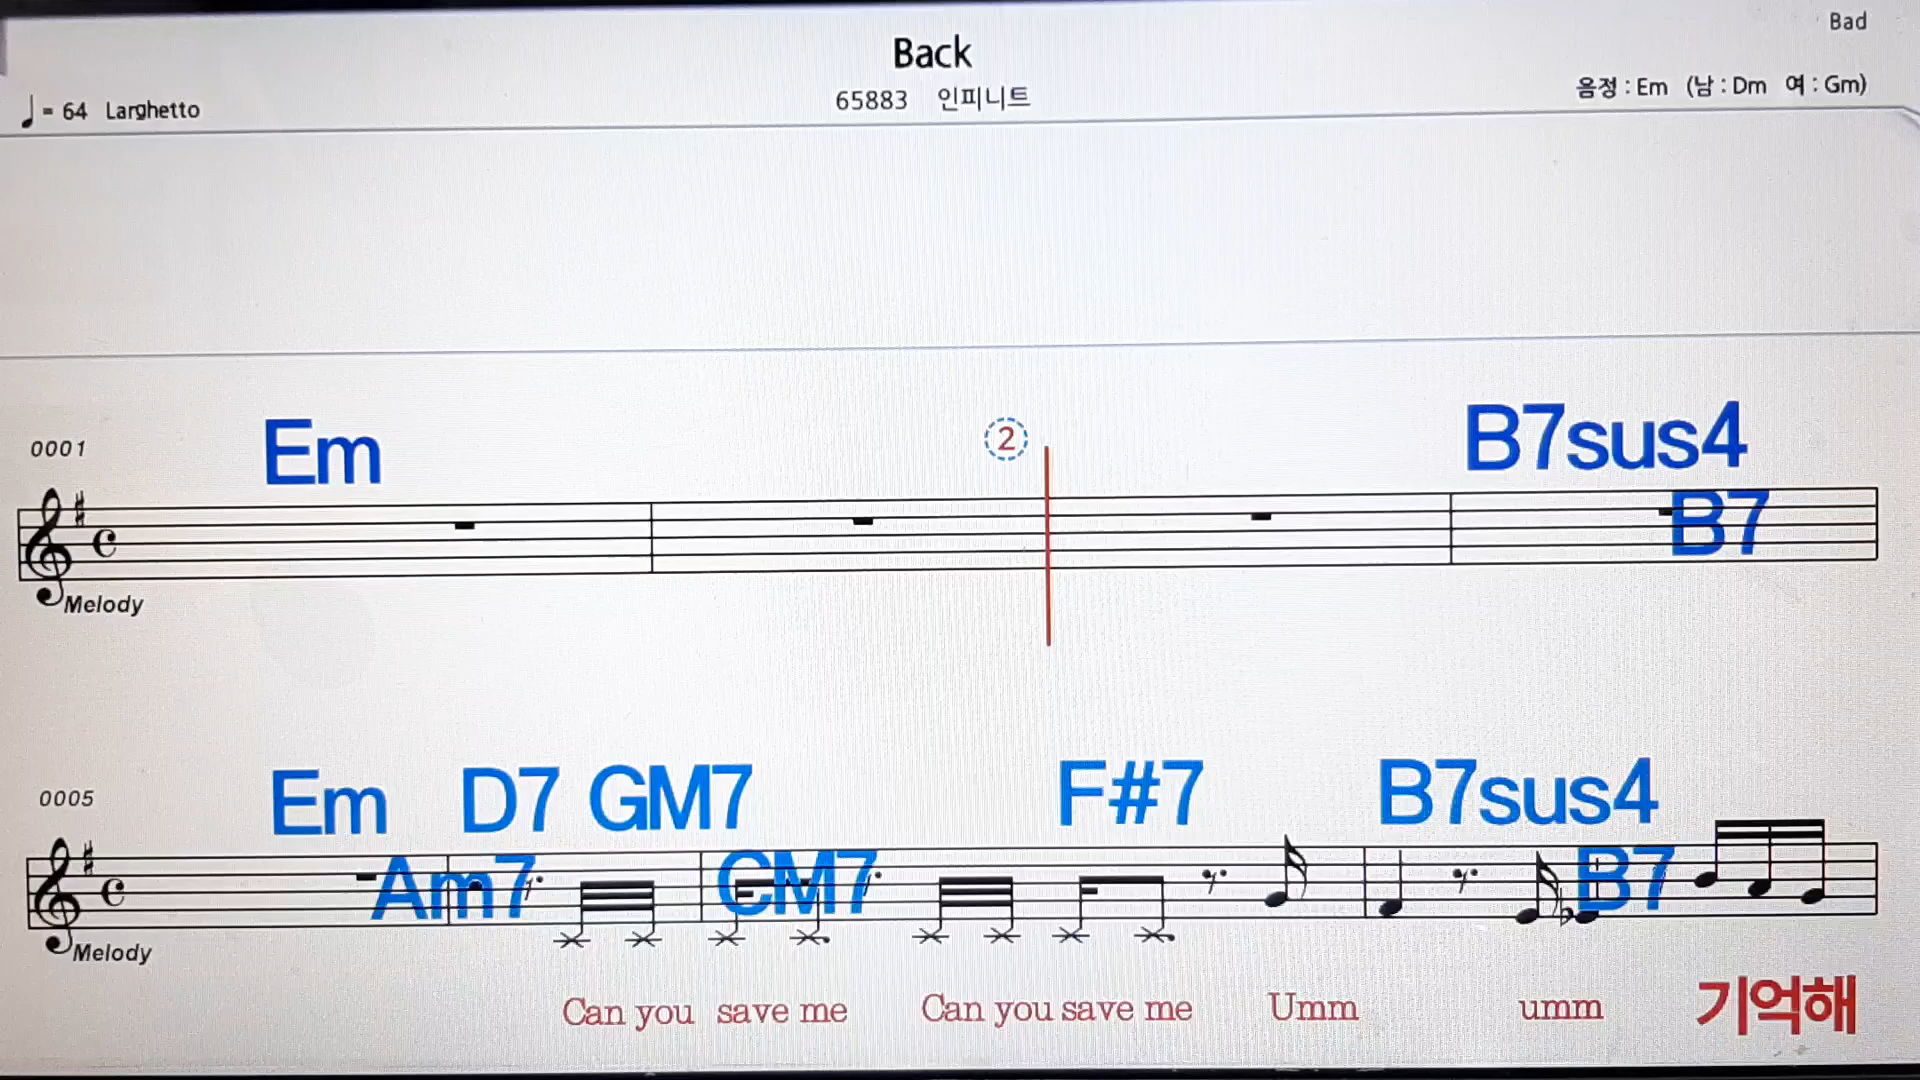 Bad
Back
♩= 64 Larghetto
65883 인피니트
음정 : Em (남 : Dm 여 : Gm)
0001
Em
2
B7sus4
B7
Melody
0005
Em D7 GM7 F#7 B7sus4
Am7 CM7 B7
Melody
Can you save me Can you save me Umm umm 기억해